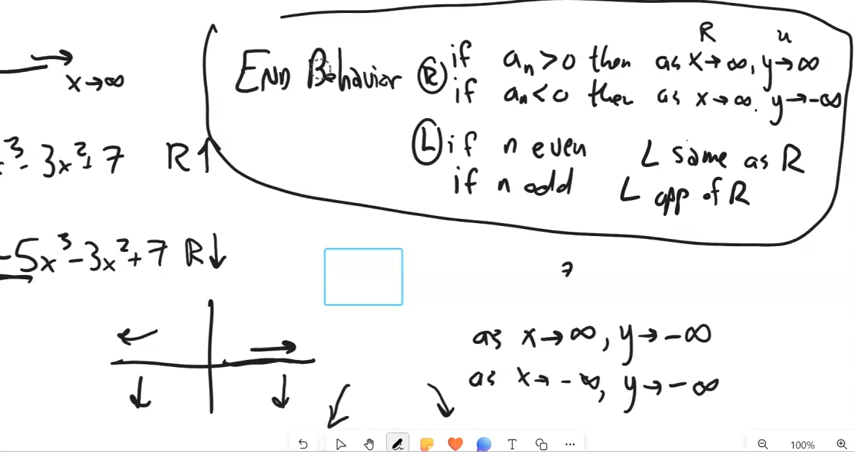 R u
END Behavior R if aₙ>0 then as x→∞, y→∞
if aₙ<0 then as x→∞, y→-∞
x→∞
L if n even L same as R
x³-3x²+7 R↑
if n odd L opp of R
-5x³-3x²+7 R↓
as x→∞, y→-∞
as x→-∞, y→-∞
T
100%